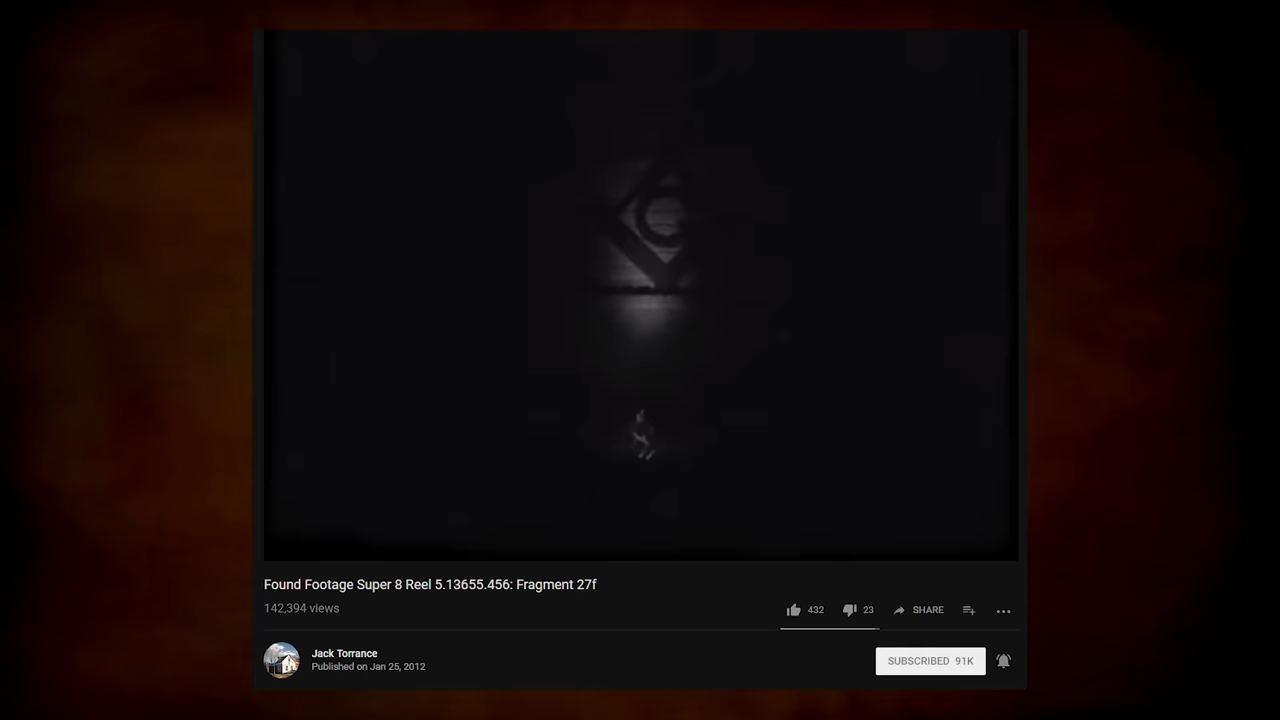 Found Footage Super 8 Reel 5.13655.456: Fragment 27f
142,394 views
432
23
SHARE
Jack Torrance
Published on Jan 25, 2012
SUBSCRIBED 91K